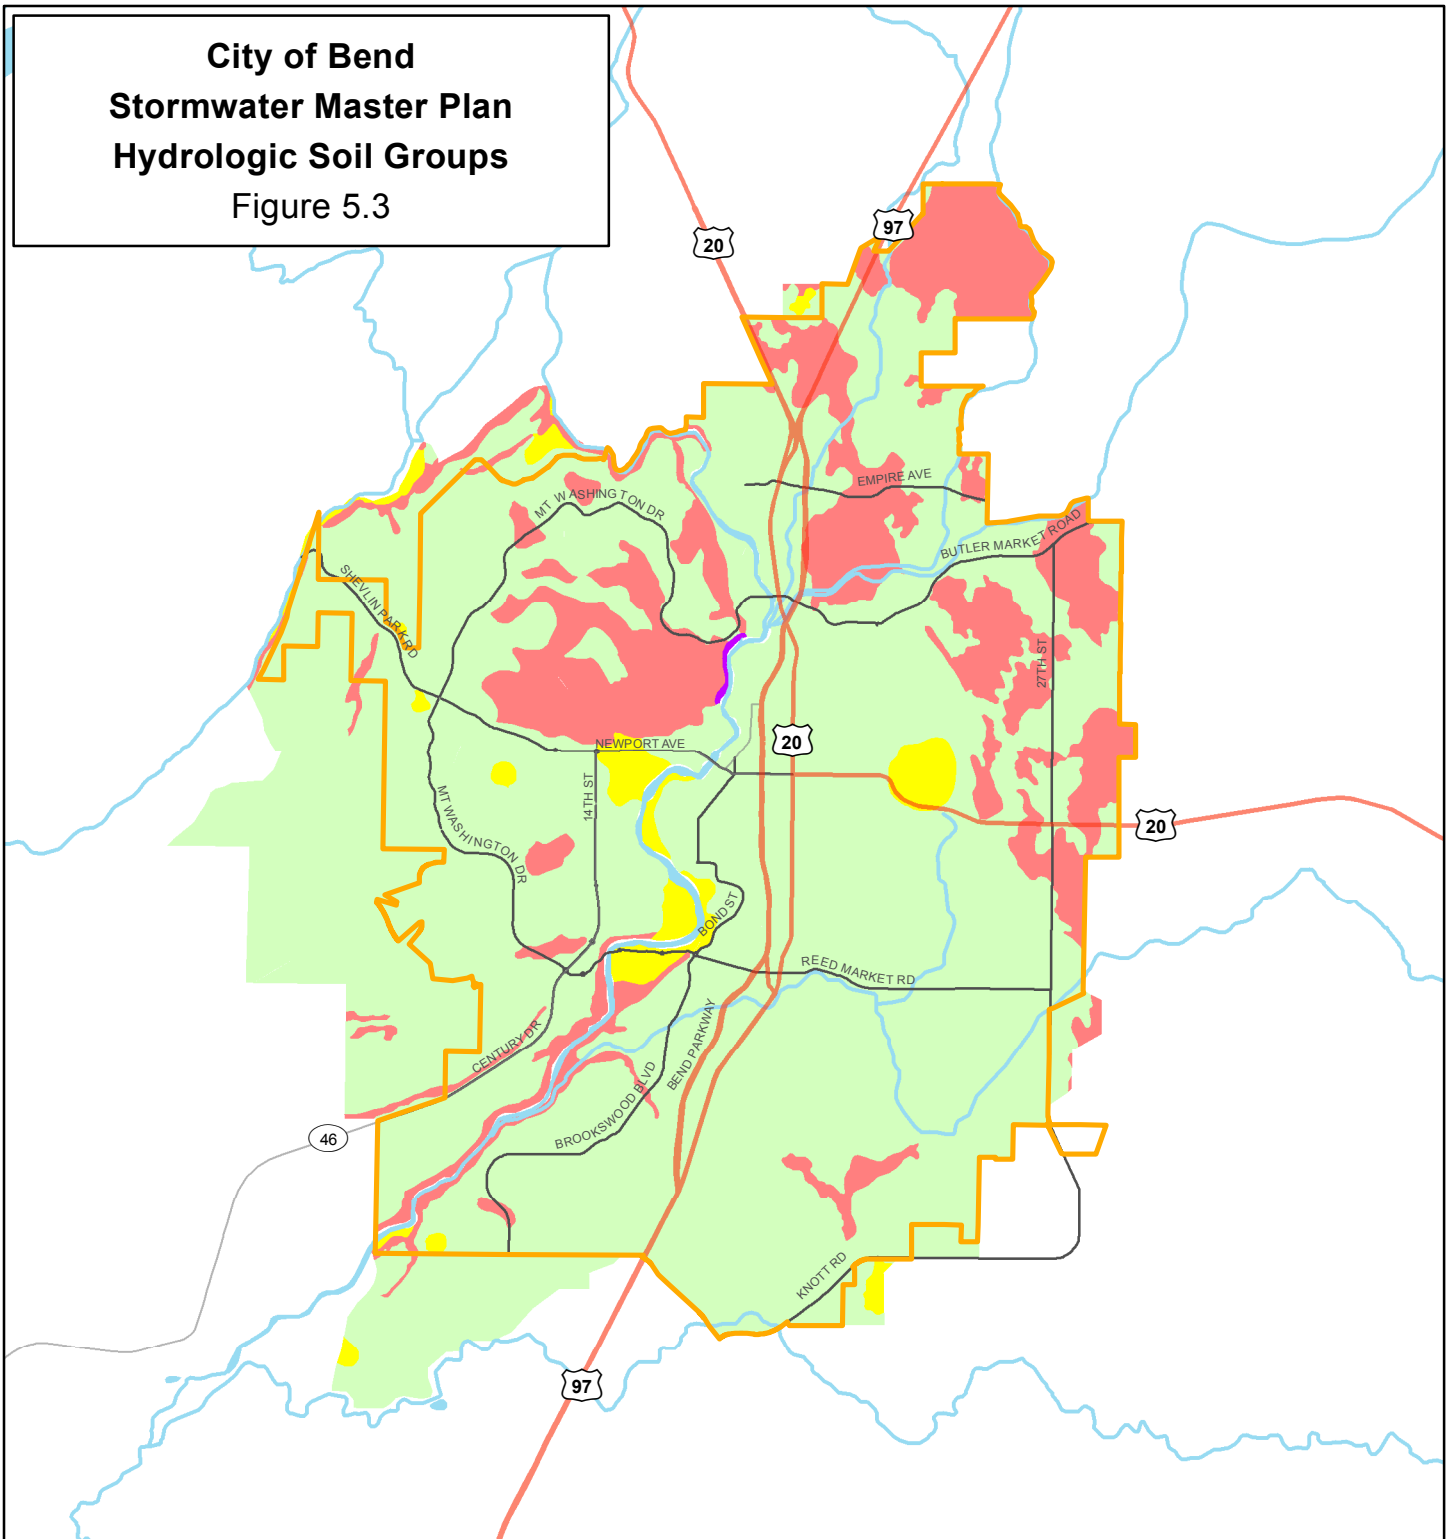 City of Bend
Stormwater Master Plan
Hydrologic Soil Groups
Figure 5.3
97
20
EMPIRE AVE
MT WASHINGTON DR
BUTLER MARKET ROAD
SHEVLIN PARK RD
27TH ST
NEWPORT AVE
20
14TH ST
MT WASHINGTON DR
20
BOND ST
REED MARKET RD
BEND PARKWAY
CENTURY DR
BROOKSWOOD BLVD
46
KNOTT RD
97